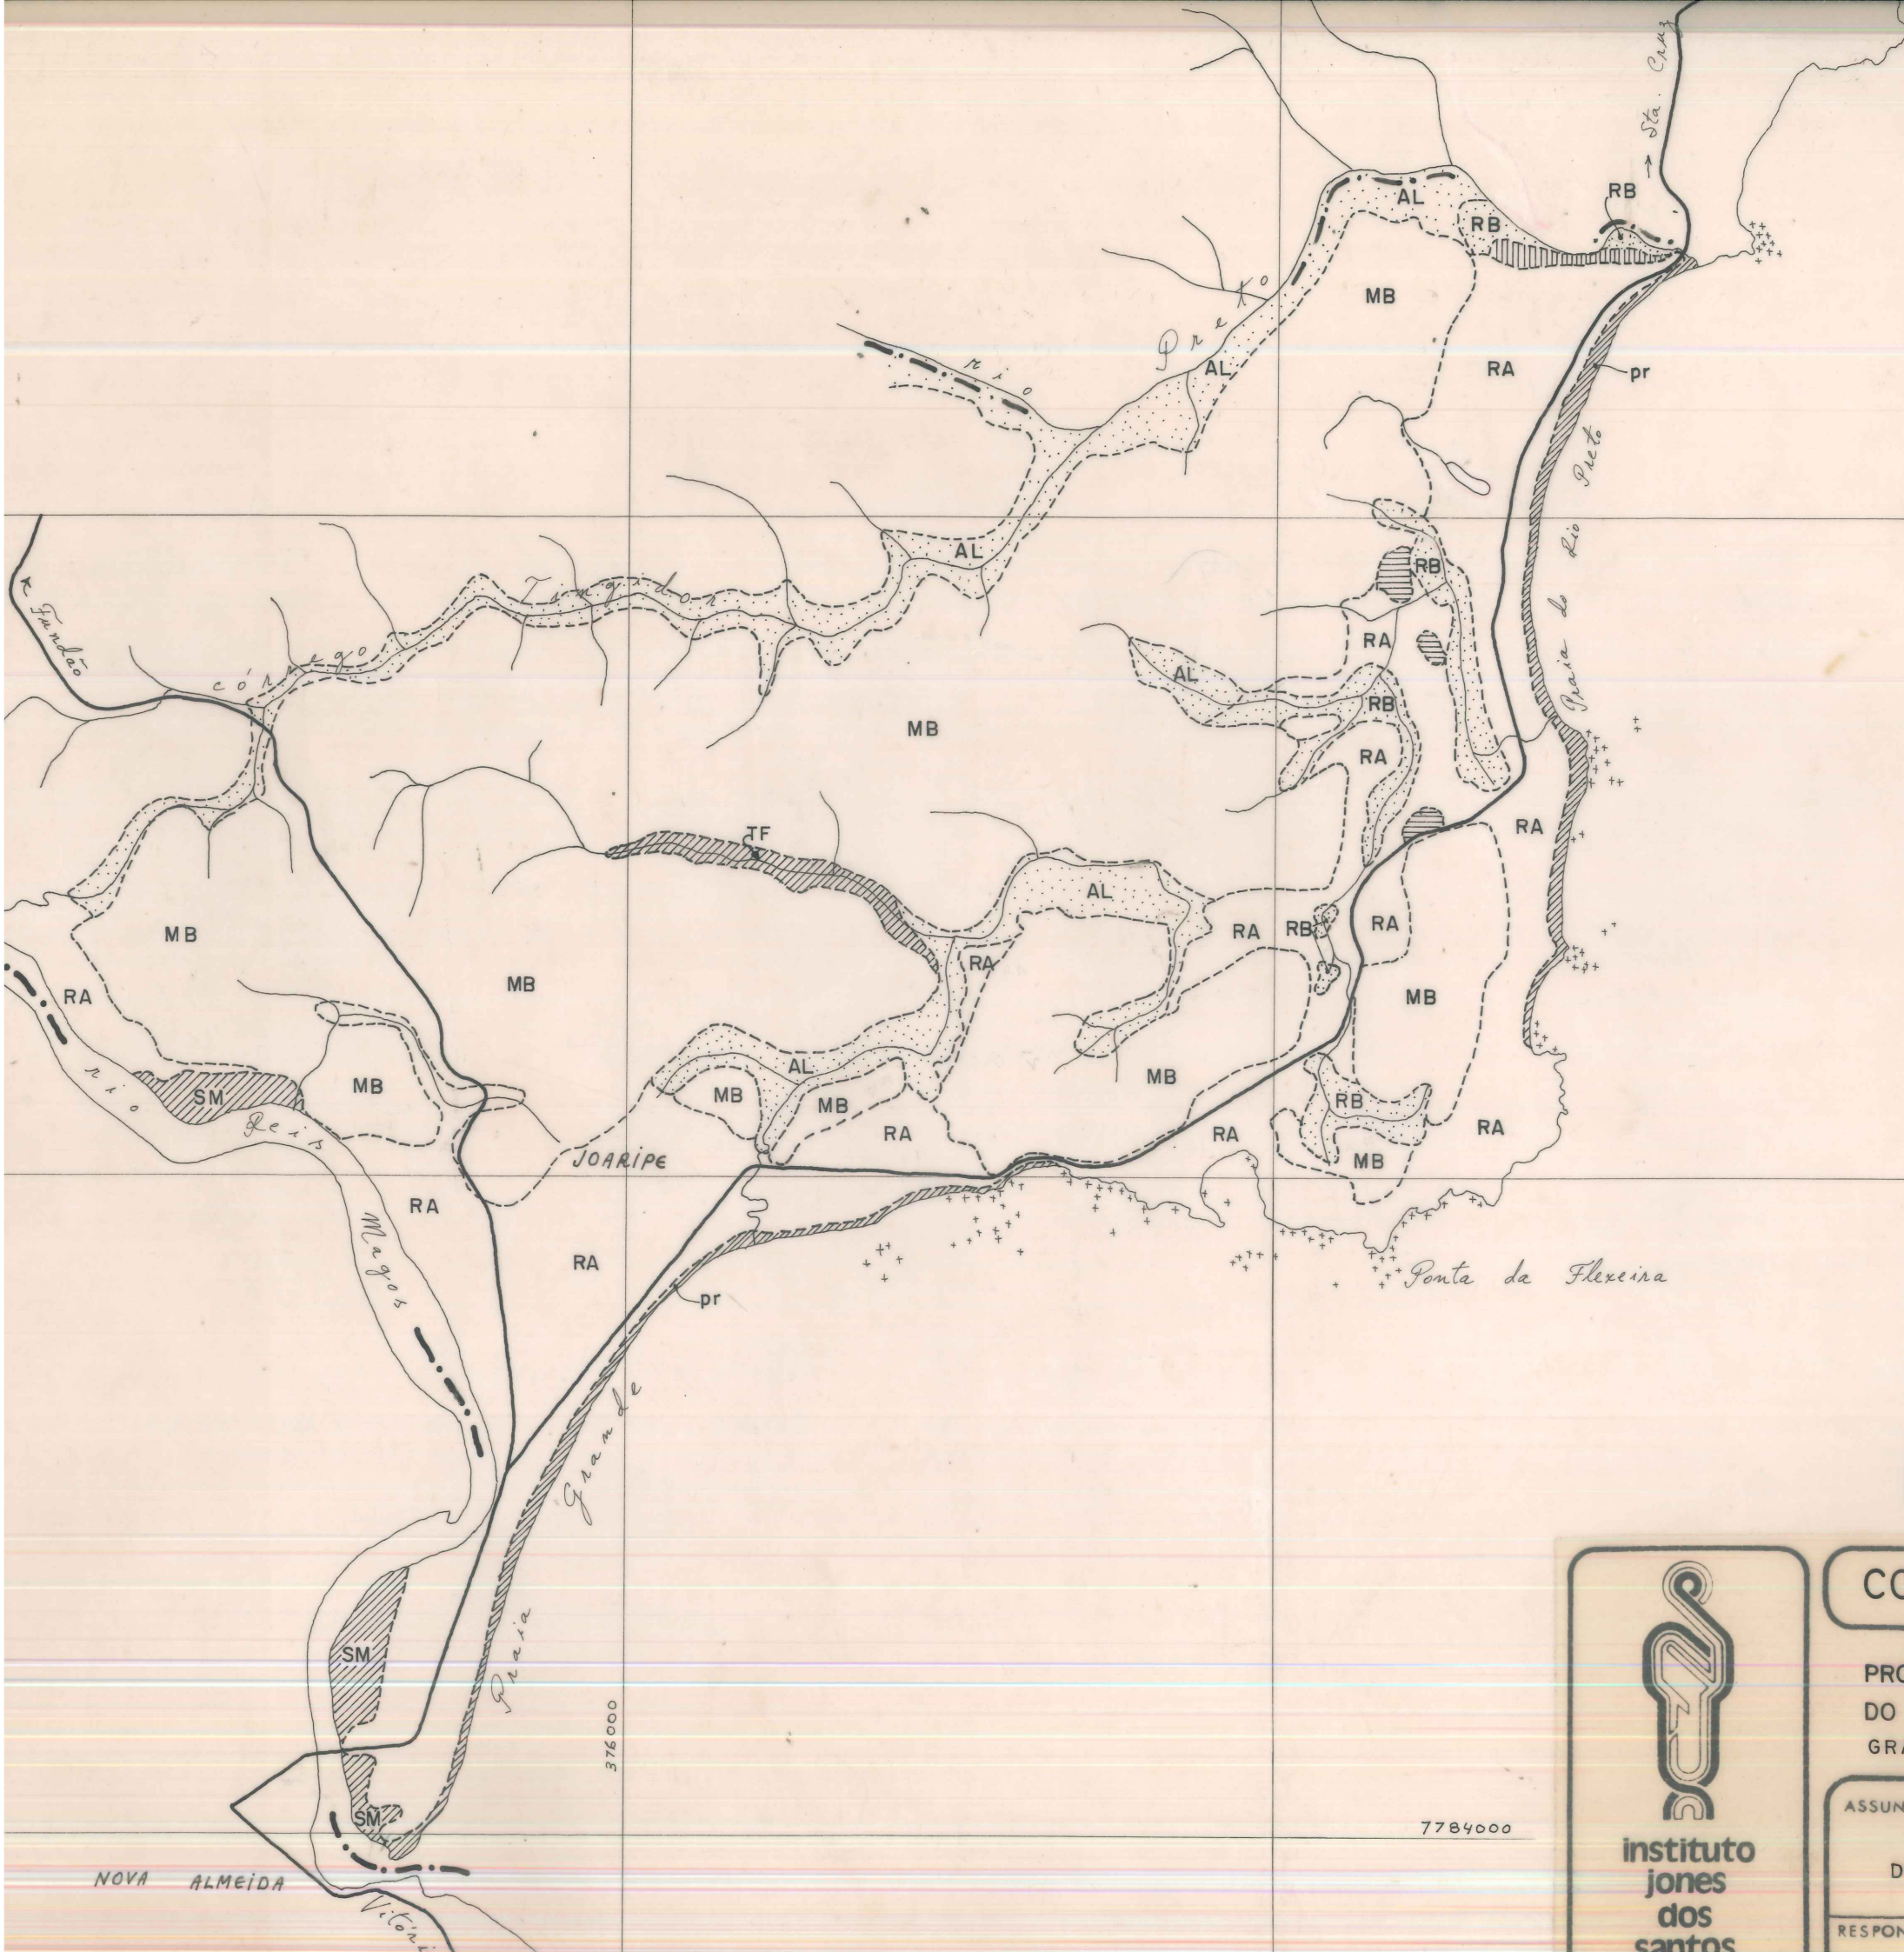 → Sta. Cruz
RB
AL
RB
MB
rio Preto
AL
RA
pr
Praia do Rio Preto
AL
RB
← Fundão
córrego Timgidor
RA
AL
RB
MB
RA
TF
RA
AL
MB
RA
RB
RA
RA
MB
RA
MB
AL
MB
SM
MB
MB
MB
RB
rio Reis Magos
RA
RA
RA
JOARIPE
MB
RA
RA
pr
Ponta da Flexeira
Praia Grande
SM
376000
SM
7784000
NOVA ALMEIDA
instituto
jones
dos
santos
CO
PRO
DO
GRA
ASSUN
D
RESPON